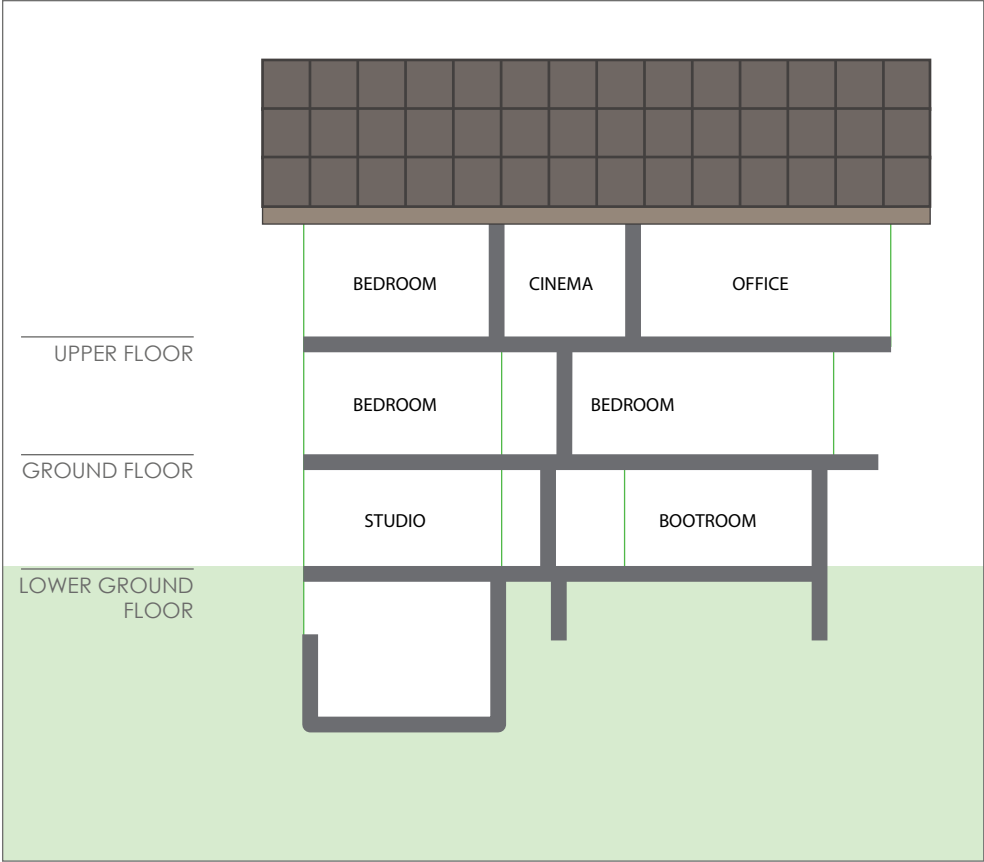 BEDROOM
CINEMA
OFFICE
UPPER FLOOR
BEDROOM
BEDROOM
GROUND FLOOR
STUDIO
BOOTROOM
LOWER GROUND
FLOOR